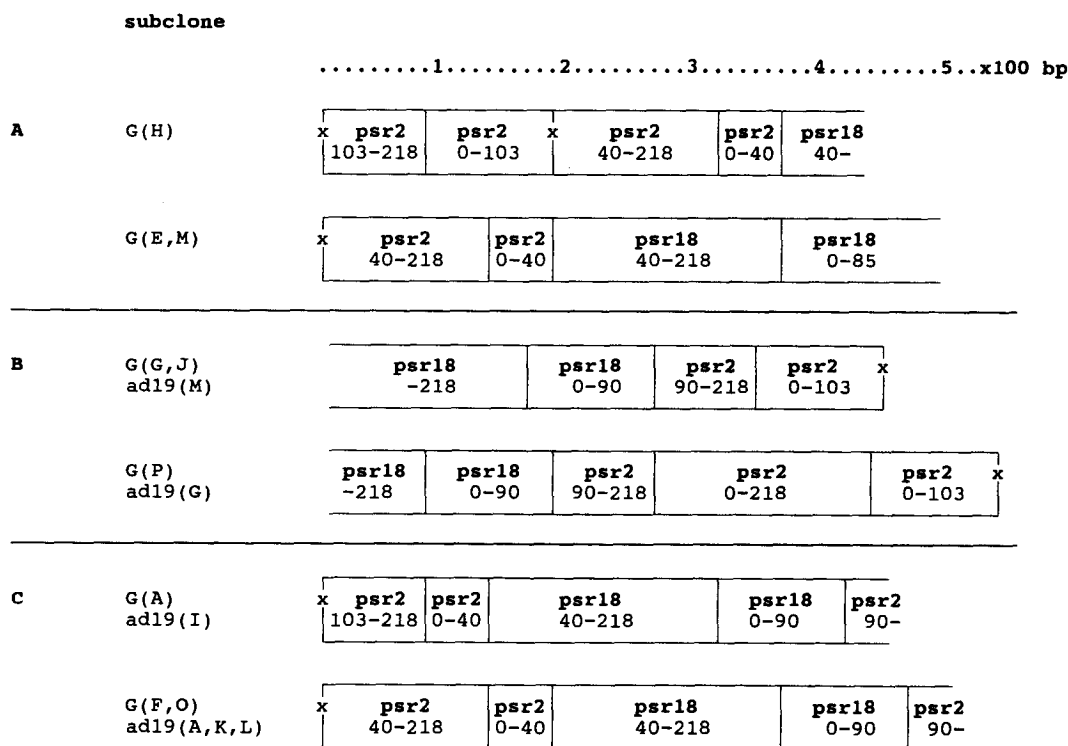 subclone
.........1.........2.........3.........4.........5..x100 bp
A G(H) x psr2 psr2 x psr2 psr2 psr18
103-218 0-103 40-218 0-40 40-
G(E,M) x psr2 psr2 psr18 psr18
40-218 0-40 40-218 0-85
B G(G,J) psr18 psr18 psr2 psr2 x
ad19(M) -218 0-90 90-218 0-103
G(P) psr18 psr18 psr2 psr2 psr2 x
ad19(G) -218 0-90 90-218 0-218 0-103
C G(A) x psr2 psr2 psr18 psr18 psr2
ad19(I) 103-218 0-40 40-218 0-90 90-
G(F,O) x psr2 psr2 psr18 psr18 psr2
ad19(A,K,L) 40-218 0-40 40-218 0-90 90-